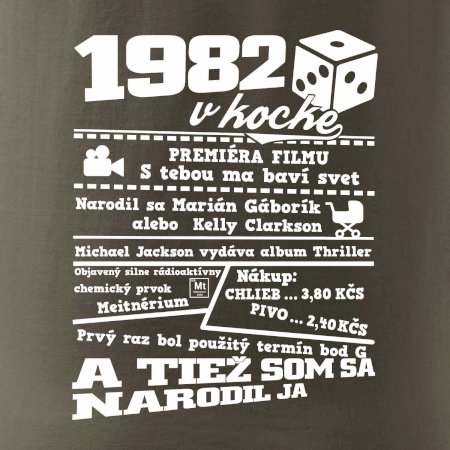 1982
v kocke
PREMIÉRA FILMU
S tebou ma baví svet
Narodil sa Marián Gáborík
alebo Kelly Clarkson
Michael Jackson vydáva album Thriller
Objavený silne rádioaktívny
chemický prvok
Meitnérium
Mt
Nákup:
CHLIEB ... 3,80 KČS
PIVO ... 2,40 KČS
Prvý raz bol použitý termín bod G
A TIEŽ SOM SA
NARODIL JA